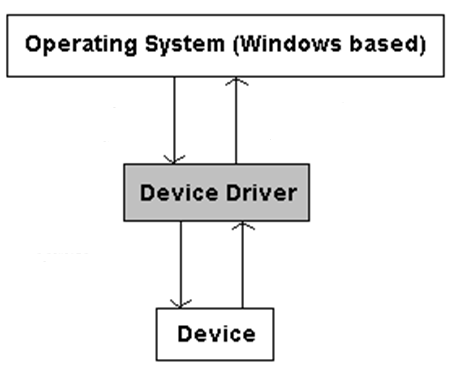 Operating System (Windows based)
Device Driver
Device